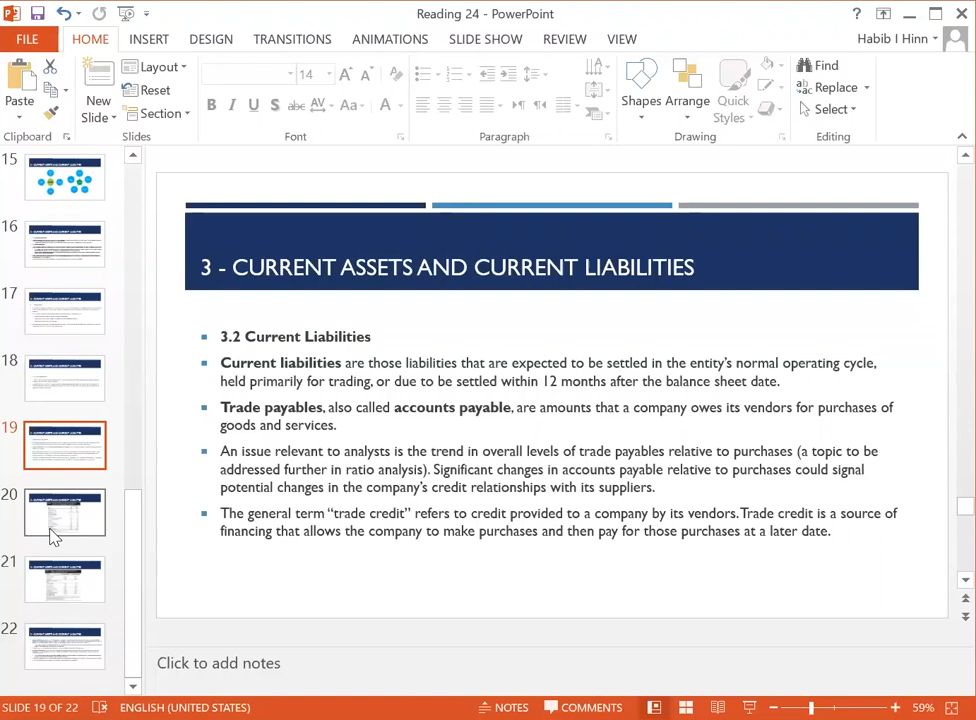 Reading 24 - PowerPoint
FILE HOME INSERT DESIGN TRANSITIONS ANIMATIONS SLIDE SHOW REVIEW VIEW Habib I Hinn
Paste
Clipboard
New
Slide
Layout
Reset
Section
Slides
14
Font
Paragraph
Shapes
Arrange
Quick
Styles
Drawing
Find
Replace
Select
Editing
15
3 - CURRENT ASSETS AND CURRENT LIABILITIES
16
17
18
19
20
21
22
3.2 Current Liabilities
Current liabilities are those liabilities that are expected to be settled in the entity's normal operating cycle,
held primarily for trading, or due to be settled within 12 months after the balance sheet date.
Trade payables, also called accounts payable, are amounts that a company owes its vendors for purchases of
goods and services.
An issue relevant to analysts is the trend in overall levels of trade payables relative to purchases (a topic to be
addressed further in ratio analysis). Significant changes in accounts payable relative to purchases could signal
potential changes in the company's credit relationships with its suppliers.
The general term “trade credit” refers to credit provided to a company by its vendors. Trade credit is a source of
financing that allows the company to make purchases and then pay for those purchases at a later date.
Click to add notes
SLIDE 19 OF 22 ENGLISH (UNITED STATES) NOTES COMMENTS 59%